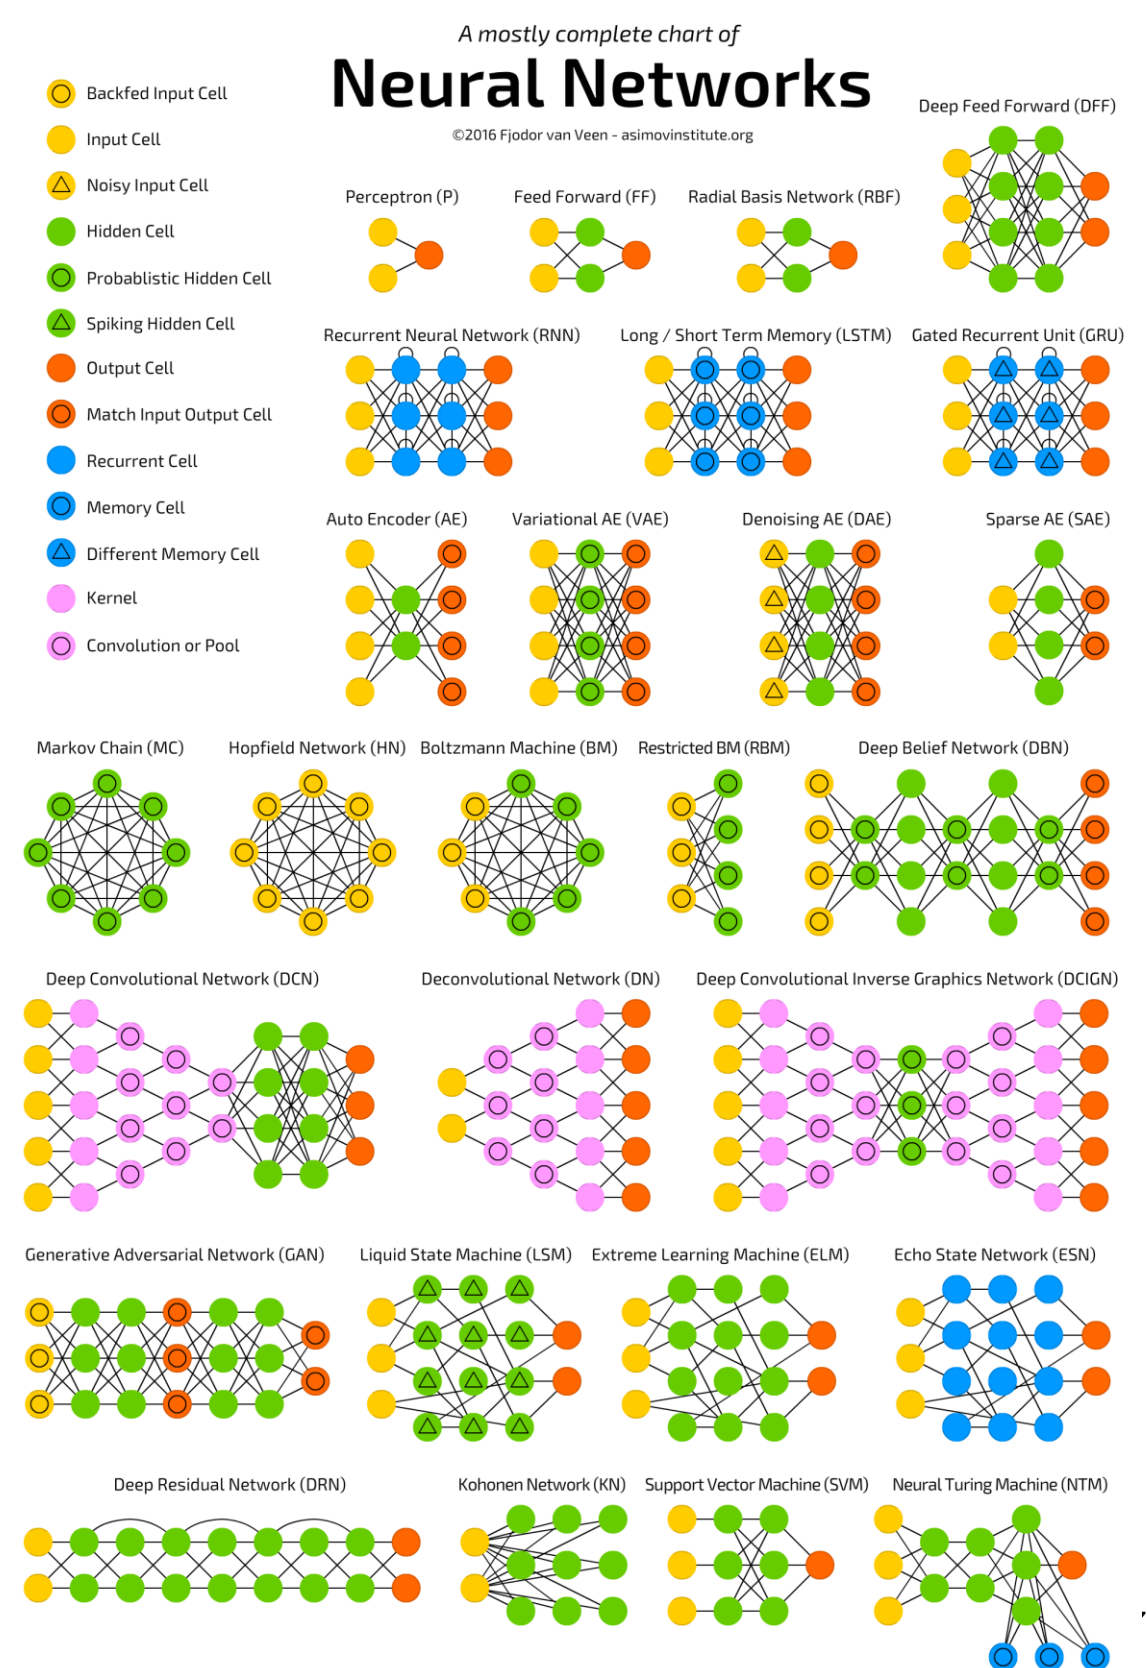 A mostly complete chart of
Neural Networks
©2016 Fjodor van Veen - asimovinstitute.org
Backfed Input Cell
Input Cell
Noisy Input Cell
Hidden Cell
Probablistic Hidden Cell
Spiking Hidden Cell
Output Cell
Match Input Output Cell
Recurrent Cell
Memory Cell
Different Memory Cell
Kernel
Convolution or Pool
Deep Feed Forward (DFF)
Perceptron (P)
Feed Forward (FF)
Radial Basis Network (RBF)
Recurrent Neural Network (RNN)
Long / Short Term Memory (LSTM)
Gated Recurrent Unit (GRU)
Auto Encoder (AE)
Variational AE (VAE)
Denoising AE (DAE)
Sparse AE (SAE)
Markov Chain (MC)
Hopfield Network (HN)
Boltzmann Machine (BM)
Restricted BM (RBM)
Deep Belief Network (DBN)
Deep Convolutional Network (DCN)
Deconvolutional Network (DN)
Deep Convolutional Inverse Graphics Network (DCIGN)
Generative Adversarial Network (GAN)
Liquid State Machine (LSM)
Extreme Learning Machine (ELM)
Echo State Network (ESN)
Deep Residual Network (DRN)
Kohonen Network (KN)
Support Vector Machine (SVM)
Neural Turing Machine (NTM)